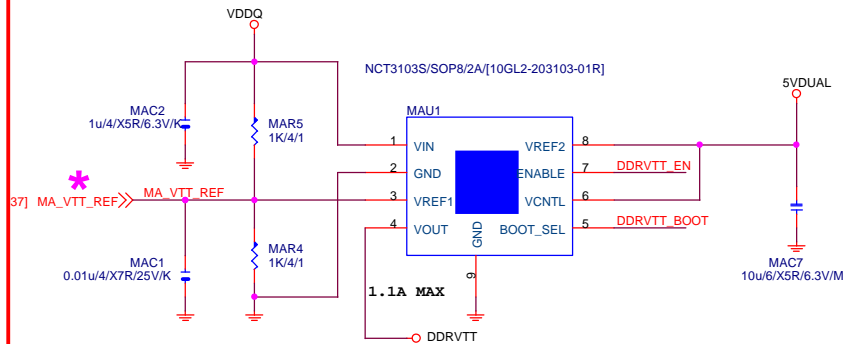 VDDQ
NCT3103S/SOP8/2A/[10GL2-203103-01R]
5VDUAL
MAC2
1u/4/X5R/6.3V/K
MAR5
1K/4/1
MAU1
1
VIN
VREF2
8
2
GND
ENABLE
7
DDRVTT_EN
37]
MA_VTT_REF
MA_VTT_REF
3
VREF1
VCNTL
6
4
VOUT
BOOT_SEL
5
DDRVTT_BOOT
GND
9
MAC1
0.01u/4/X7R/25V/K
MAR4
1K/4/1
MAC7
10u/6/X5R/6.3V/M
1.1A MAX
DDRVTT